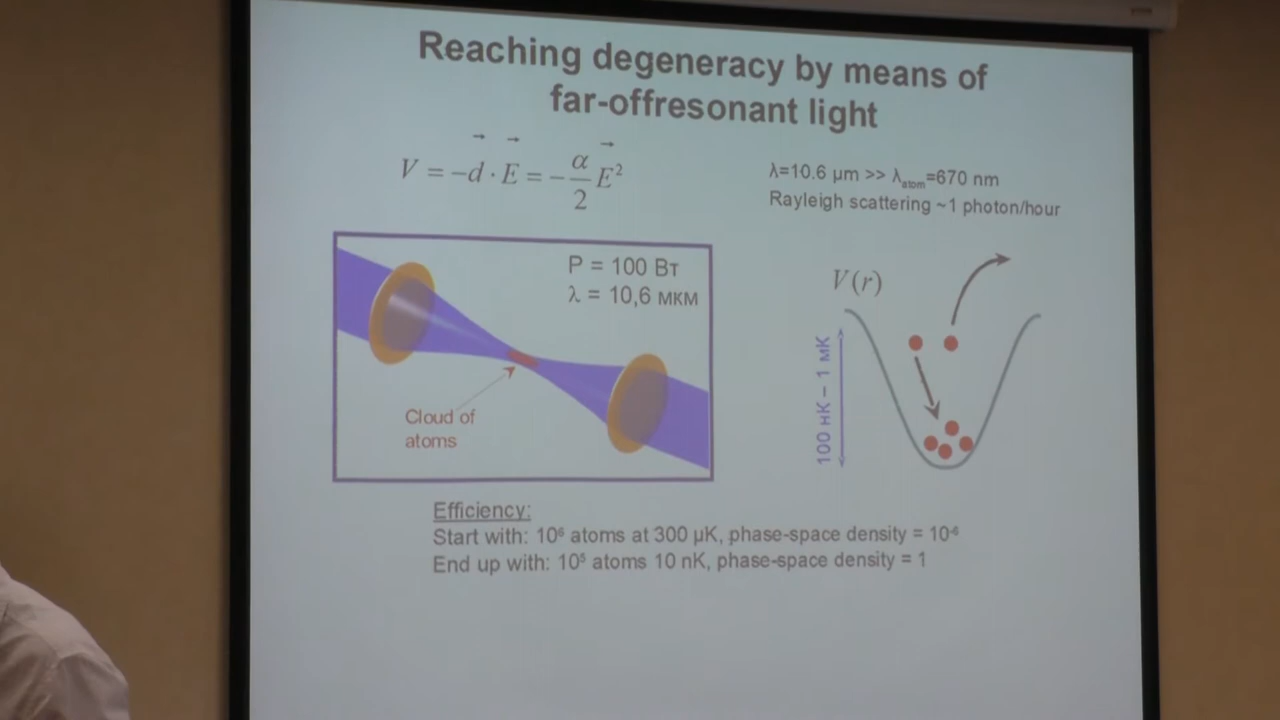 Reaching degeneracy by means of
far-offresonant light
V = −d⃗ · E⃗ = −α/2 E⃗²
λ=10.6 µm >> λatom=670 nm
Rayleigh scattering ~1 photon/hour
P = 100 Вт
λ = 10,6 мкм
Cloud of
atoms
V(r)
100 нК – 1 мК
Efficiency:
Start with: 10⁶ atoms at 300 µK, phase-space density = 10⁻⁶
End up with: 10⁵ atoms 10 nK, phase-space density = 1